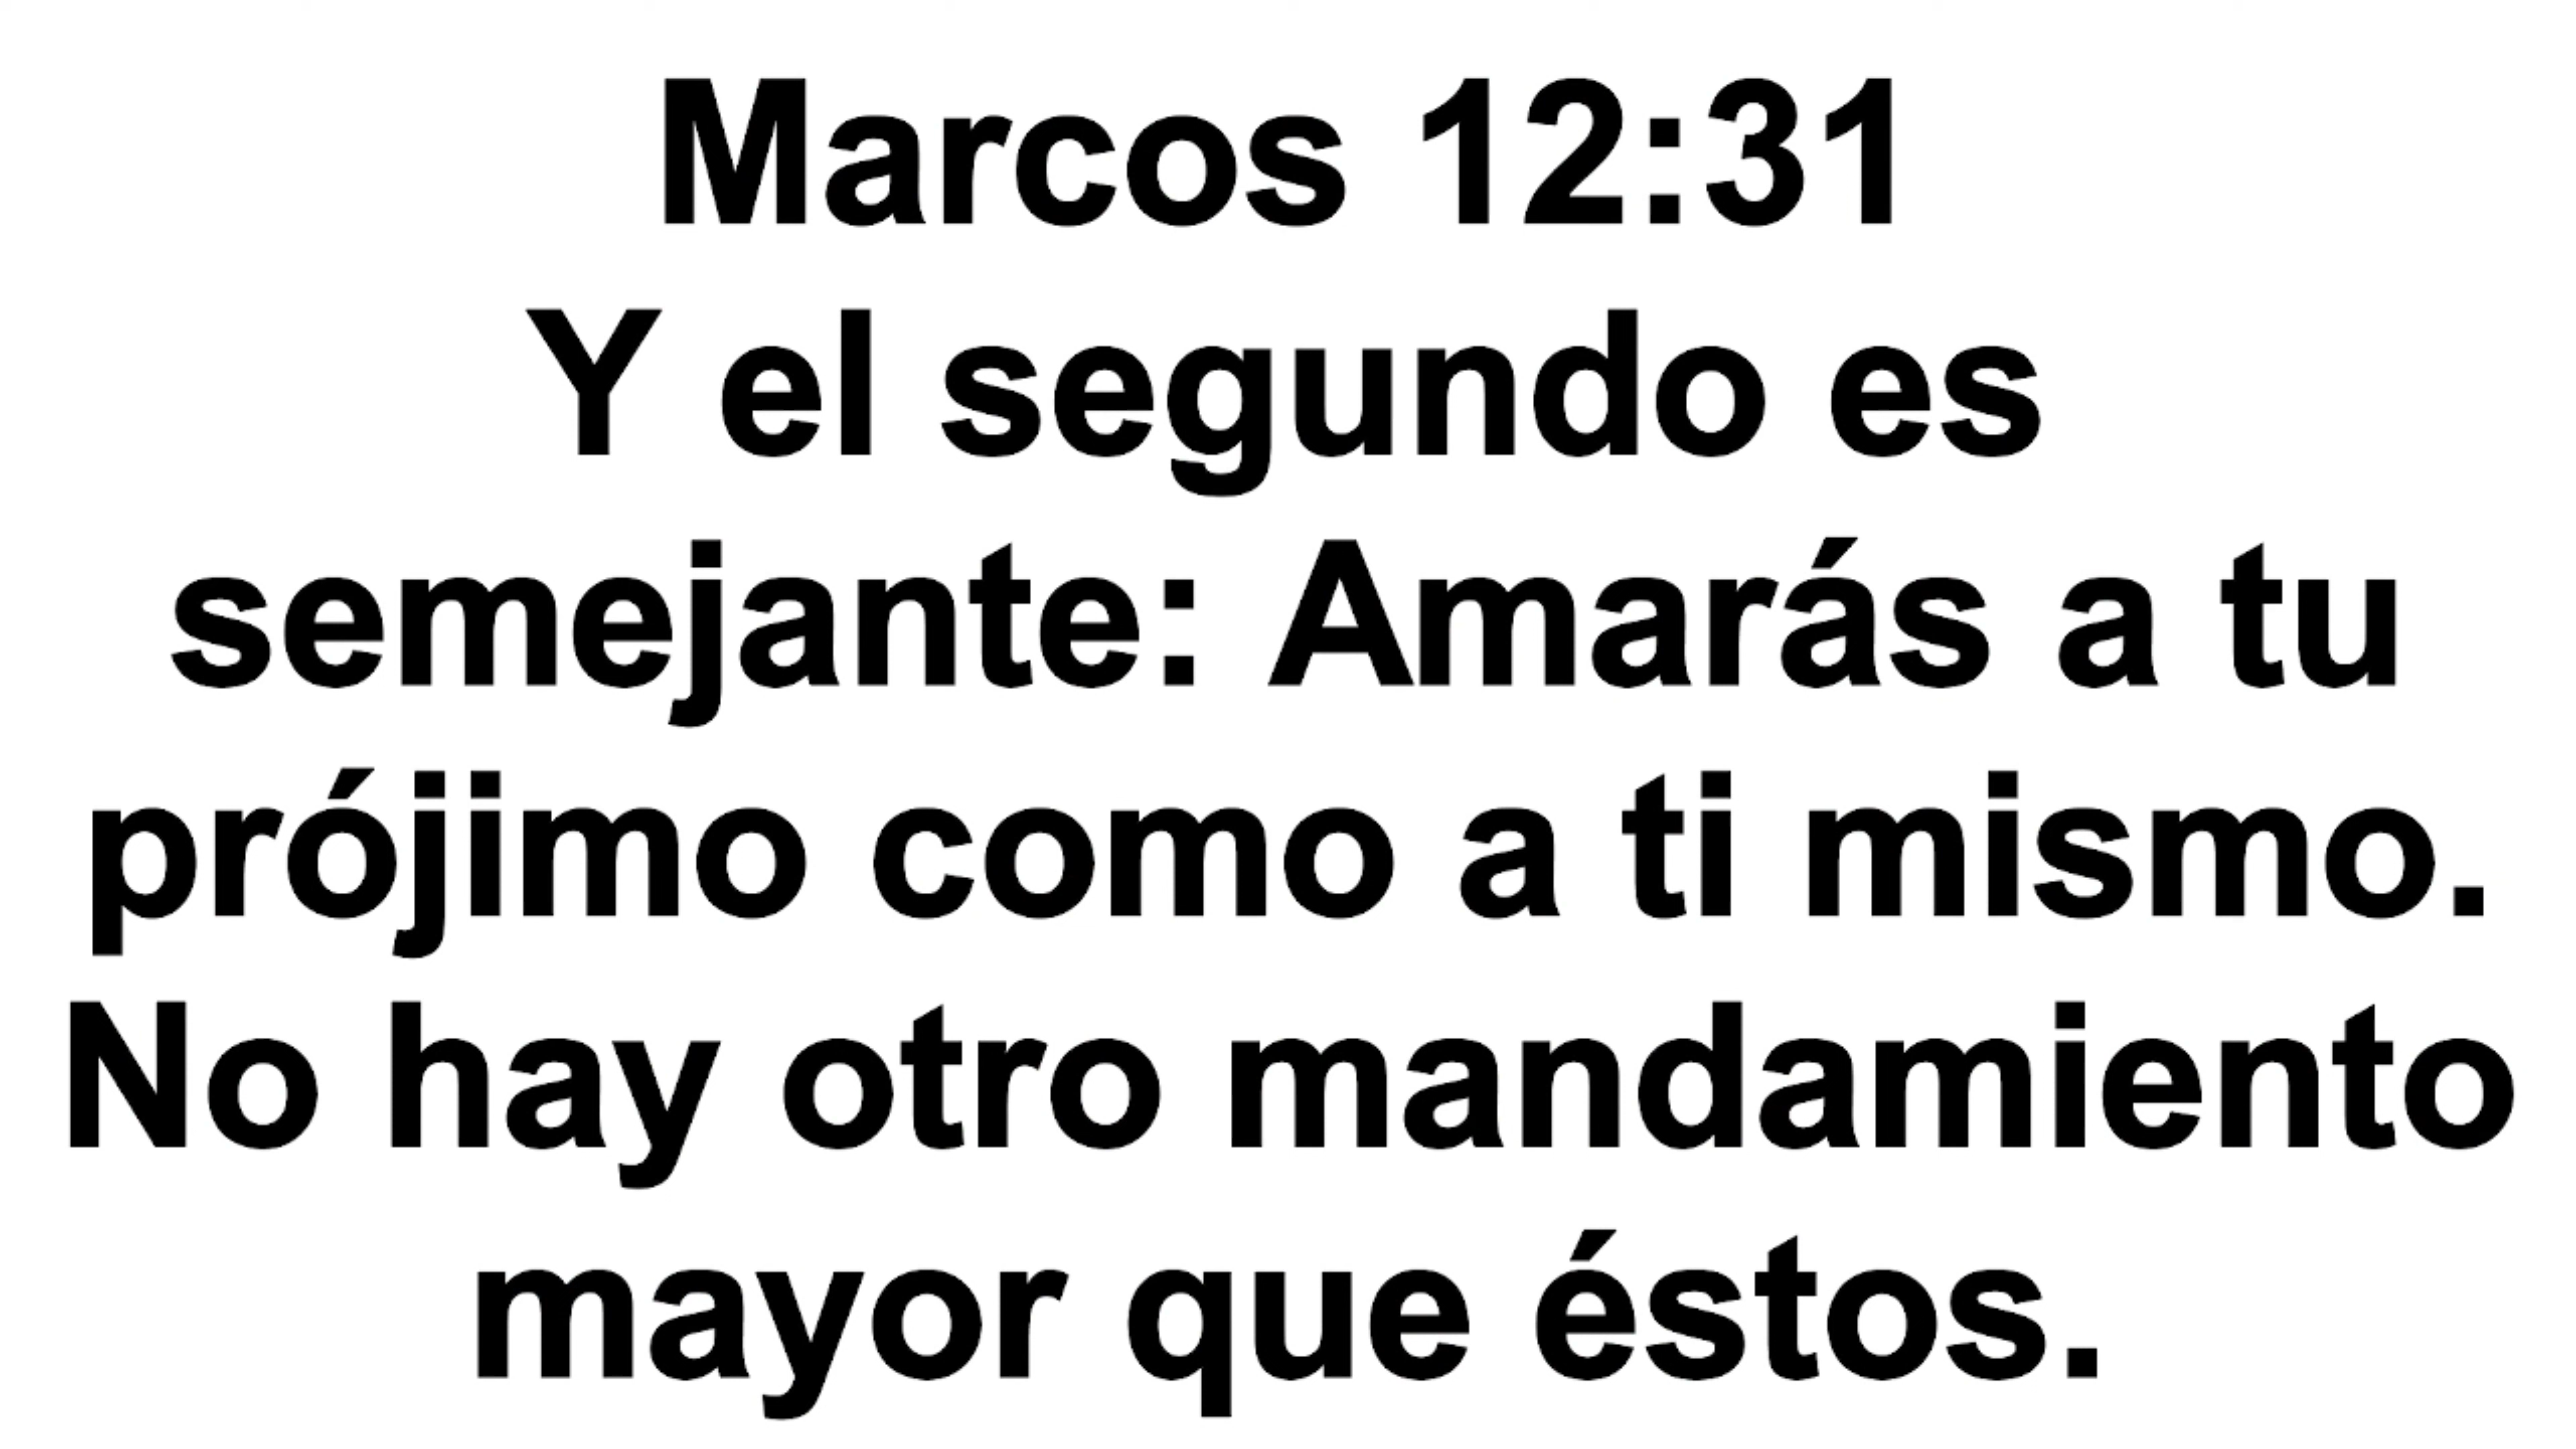 Marcos 12:31
Y el segundo es
semejante: Amarás a tu
prójimo como a ti mismo.
No hay otro mandamiento
mayor que éstos.